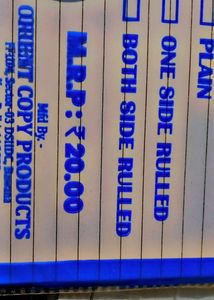 PLAIN
ONE SIDE RULLED
BOTH SIDE RULLED
M.R.P.: ₹20.00
Mfd By:-
ORIENT COPY PRODUCTS